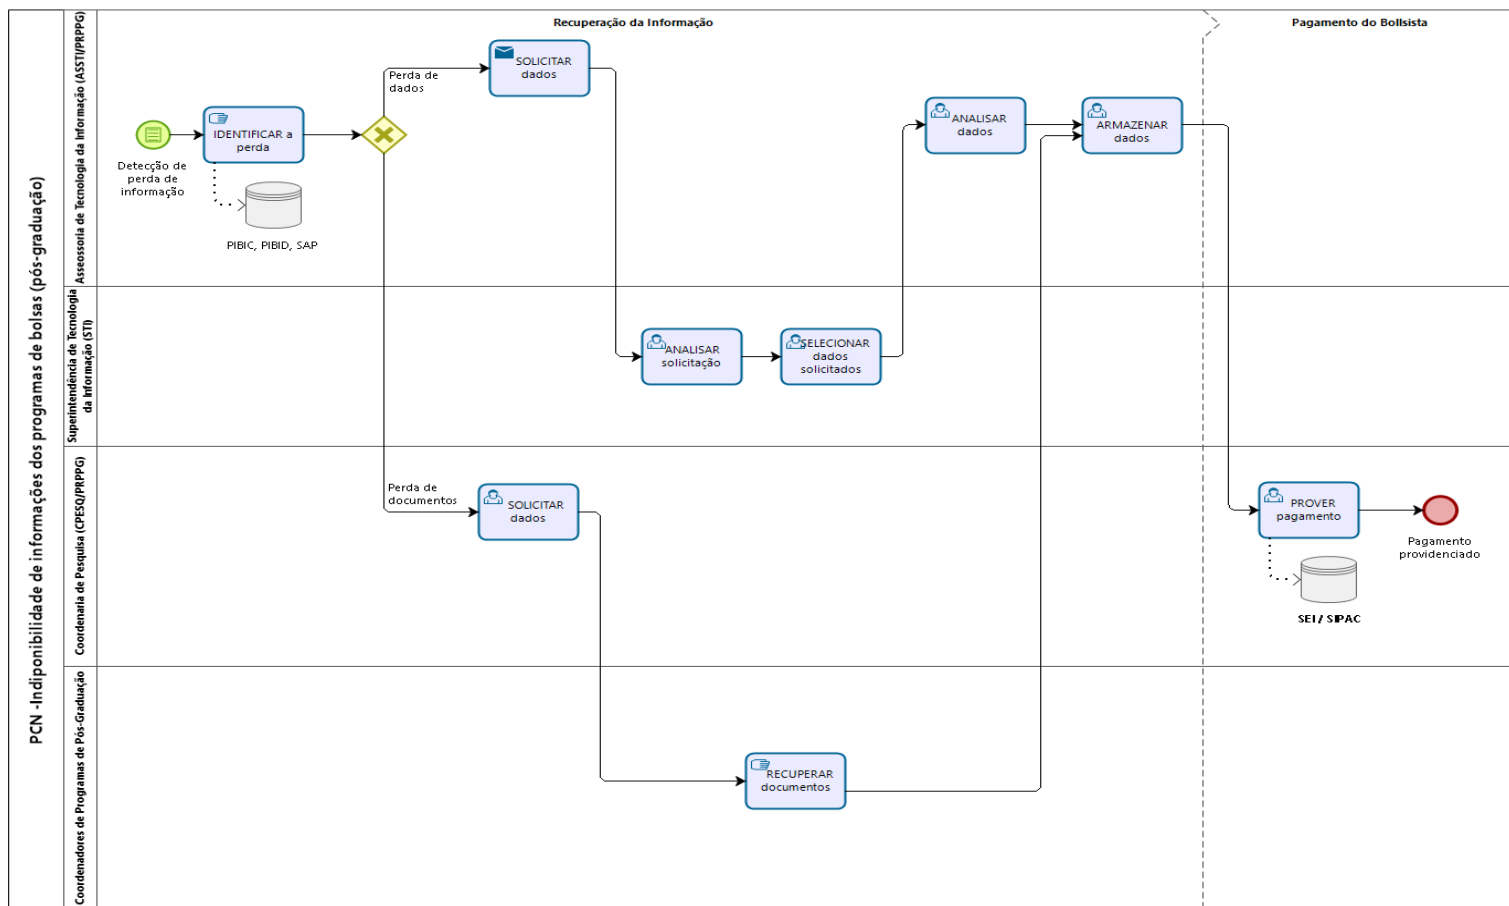 PCN -Indiponibilidade de informações dos programas de bolsas (pós-graduação)
Recuperação da Informação
Pagamento do Bollsista
Asseossoria de Tecnologia da Informação (ASSTI/PRPPG)
Detecção de
perda de
informação
IDENTIFICAR a
perda
PIBIC, PIBID, SAP
Perda de
dados
SOLICITAR
dados
ANALISAR
dados
ARMAZENAR
dados
Superintendência de Tecnologia
da Informação (STI)
ANALISAR
solicitação
SELECIONAR
dados
solicitados
Coordenaria de Pesquisa (CPESQ/PRPPG)
Perda de
documentos
SOLICITAR
dados
PROVER
pagamento
Pagamento
providenciado
SEI / SIPAC
Coordenadores de Programas de Pós-Graduação
RECUPERAR
documentos